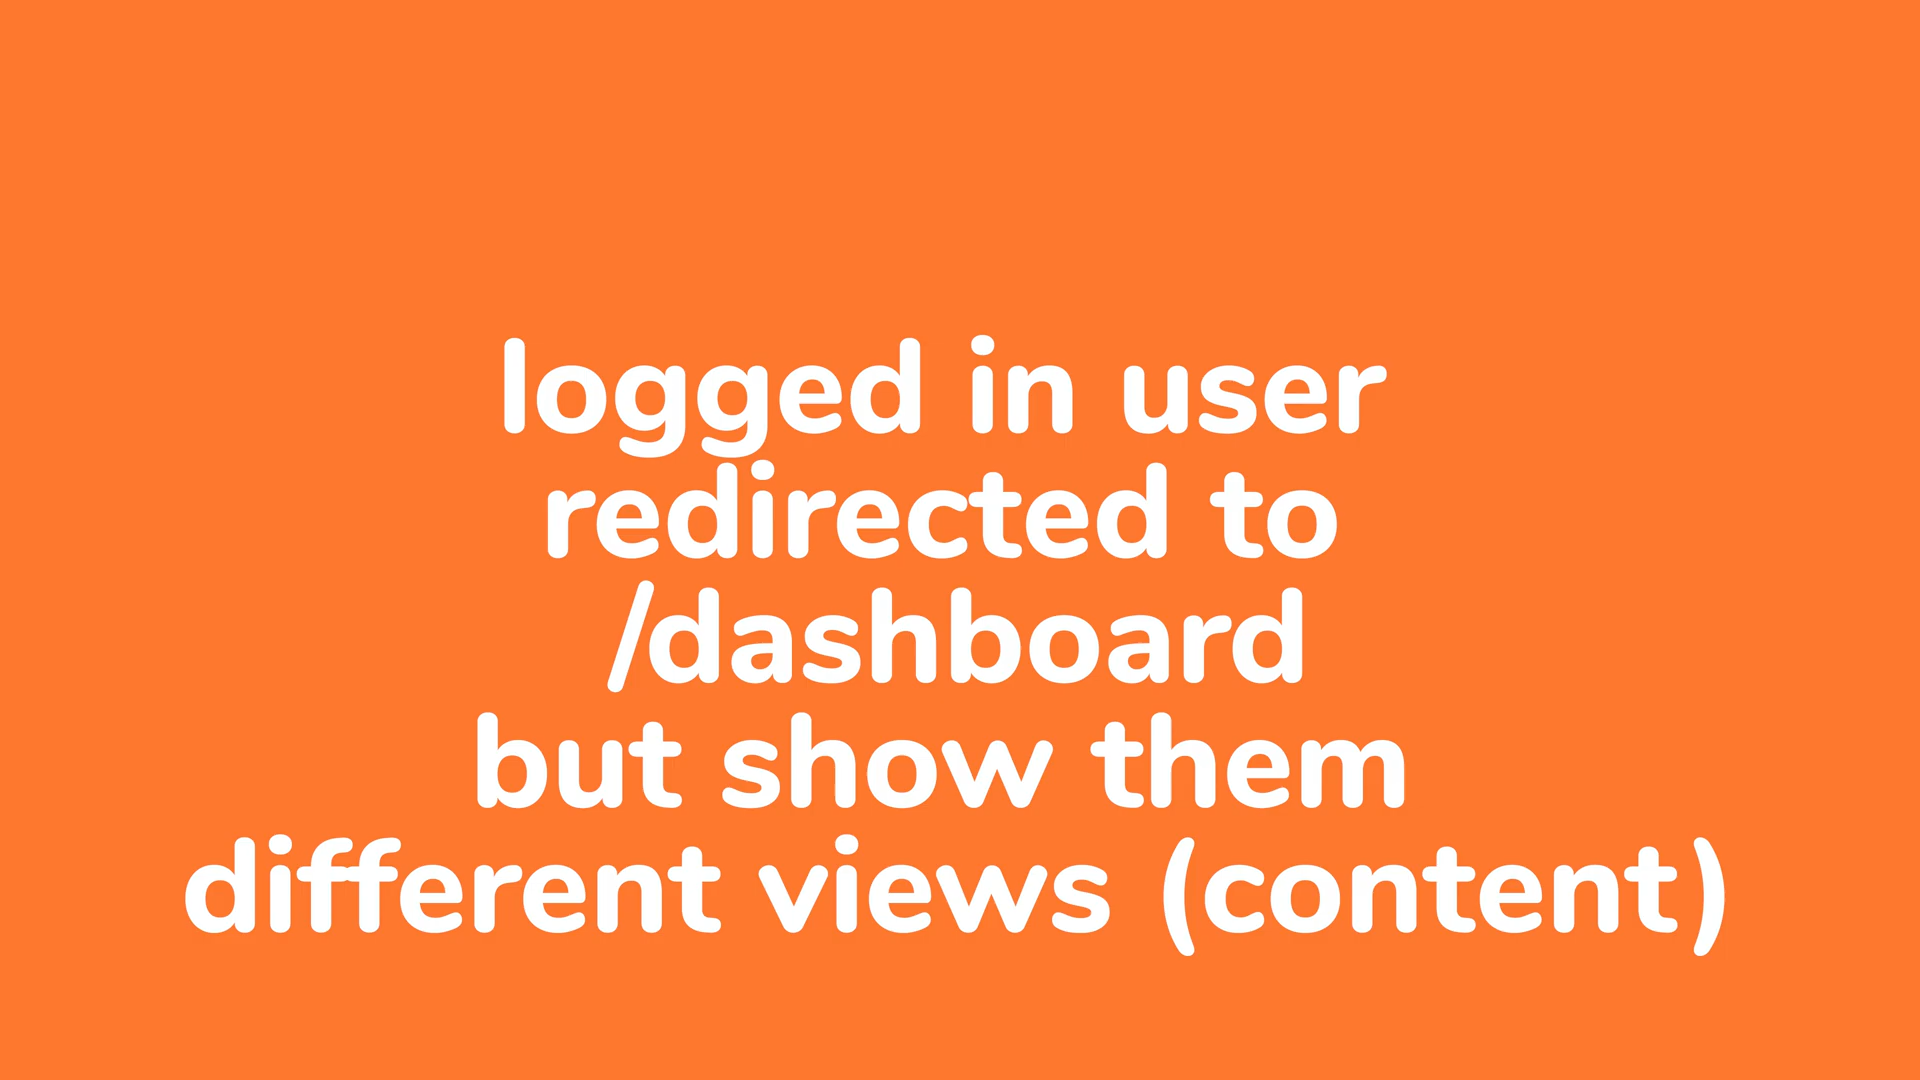 logged in user
redirected to
/dashboard
but show them
different views (content)